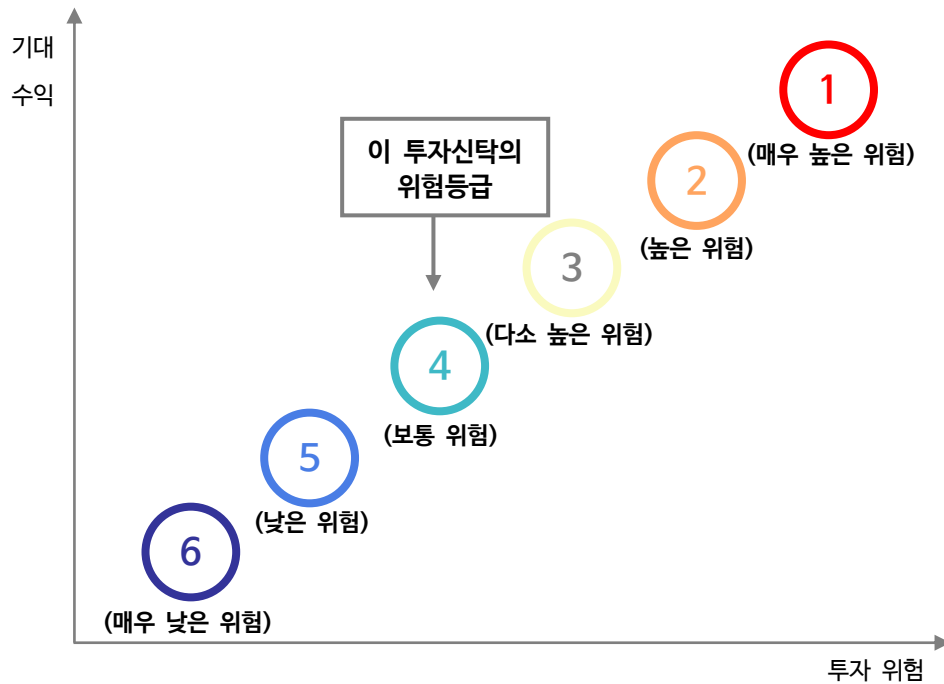 기대
수익
1
(매우 높은 위험)
이 투자신탁의
위험등급
2
(높은 위험)
3
(다소 높은 위험)
4
(보통 위험)
5
(낮은 위험)
6
(매우 낮은 위험)
투자 위험